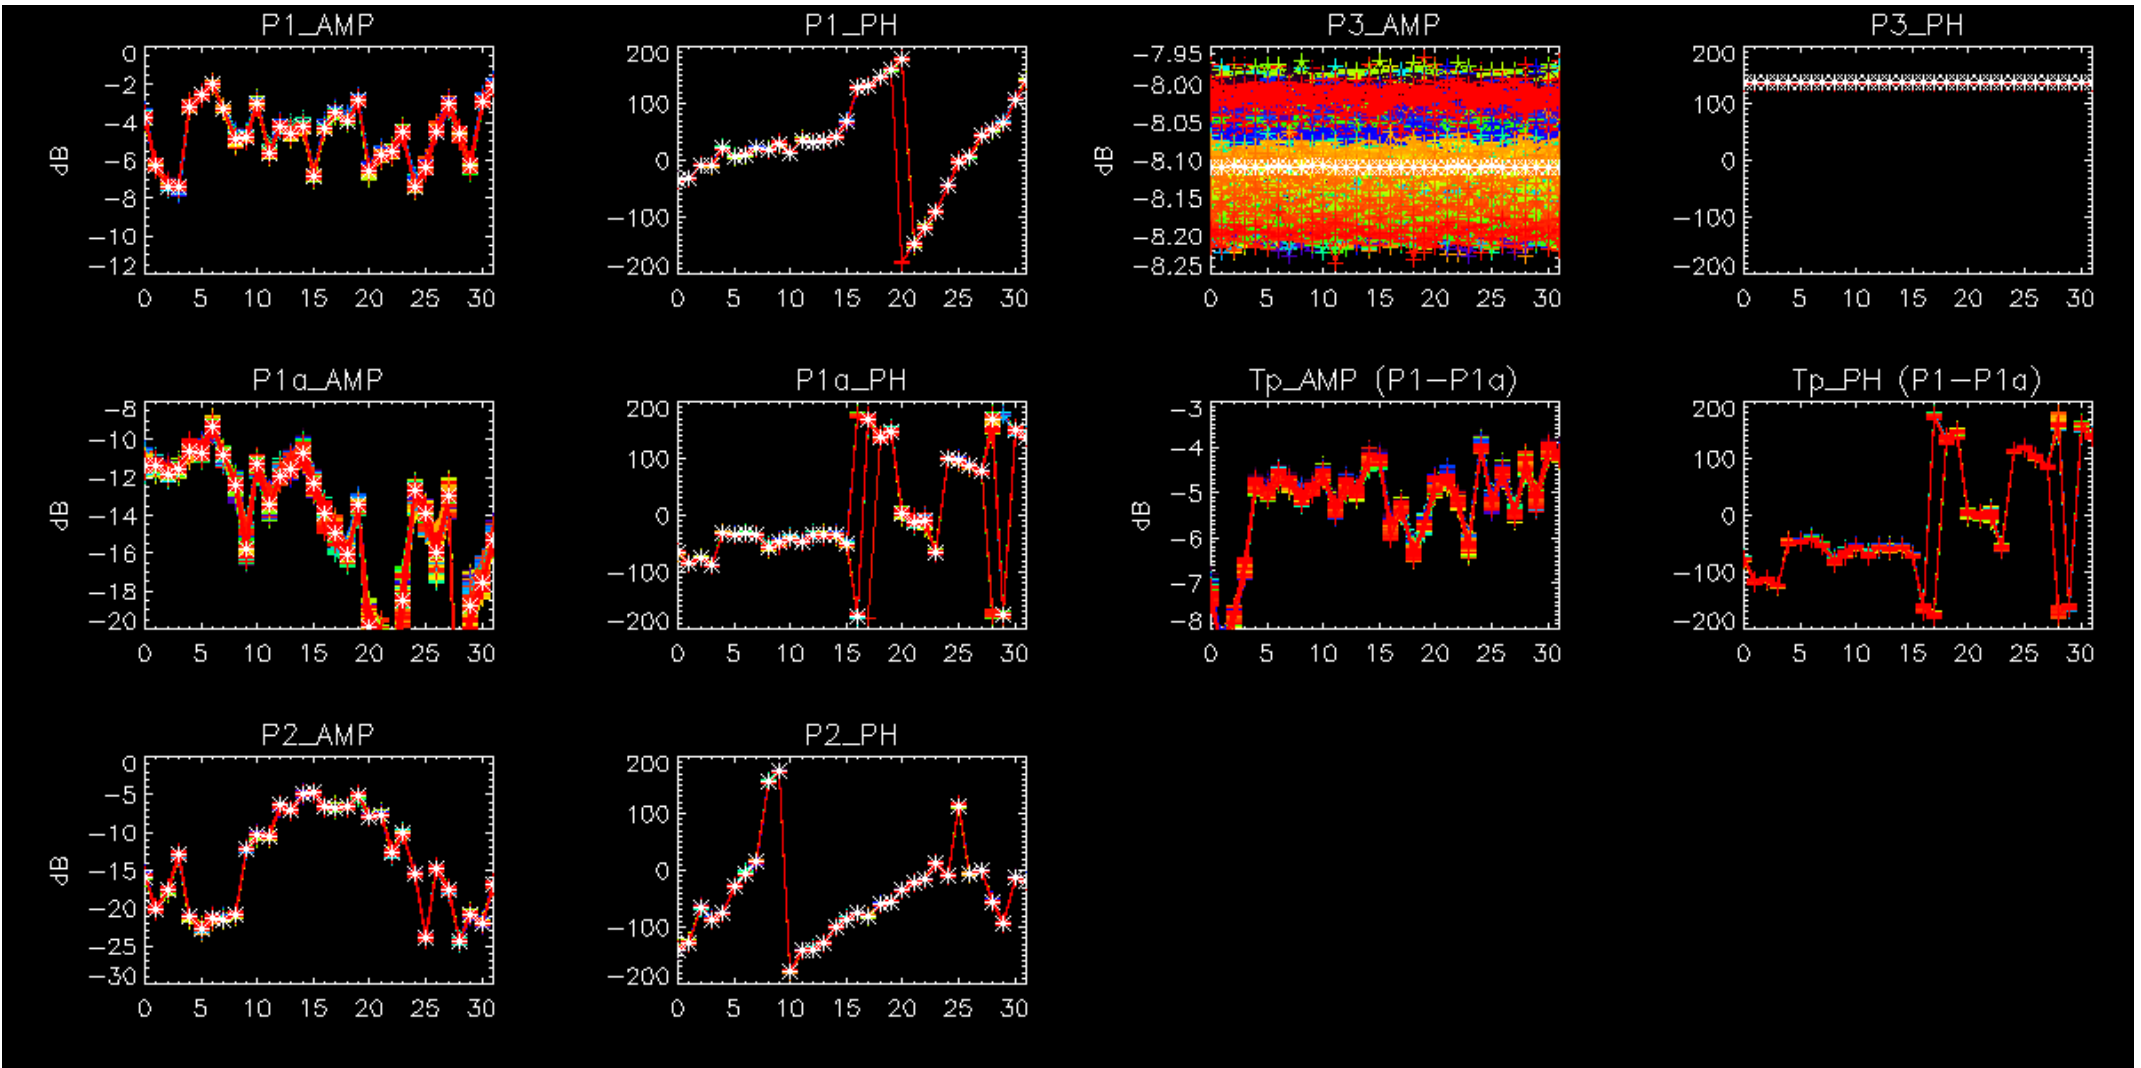 P1_AMP P1_PH P3_AMP P3_PH
0 200 -7.95 200
-2 100 -8.00 100
-4 0 -8.05 0
-6 -100 -8.10 -100
-8 -200 -8.15 -200
-10 -8.20
-12 -8.25
dB dB
0 5 10 15 20 25 30 0 5 10 15 20 25 30 0 5 10 15 20 25 30 0 5 10 15 20 25 30
P1a_AMP P1a_PH Tp_AMP (P1-P1a) Tp_PH (P1-P1a)
-8 200 -3 200
-10 100 -4 100
-12 0 -5 0
-14 -100 -6 -100
-16 -200 -7 -200
-18 -8
-20
dB dB
0 5 10 15 20 25 30 0 5 10 15 20 25 30 0 5 10 15 20 25 30 0 5 10 15 20 25 30
P2_AMP P2_PH
0 200
-5 100
-10 0
-15 -100
-20 -200
-25
-30
dB
0 5 10 15 20 25 30 0 5 10 15 20 25 30